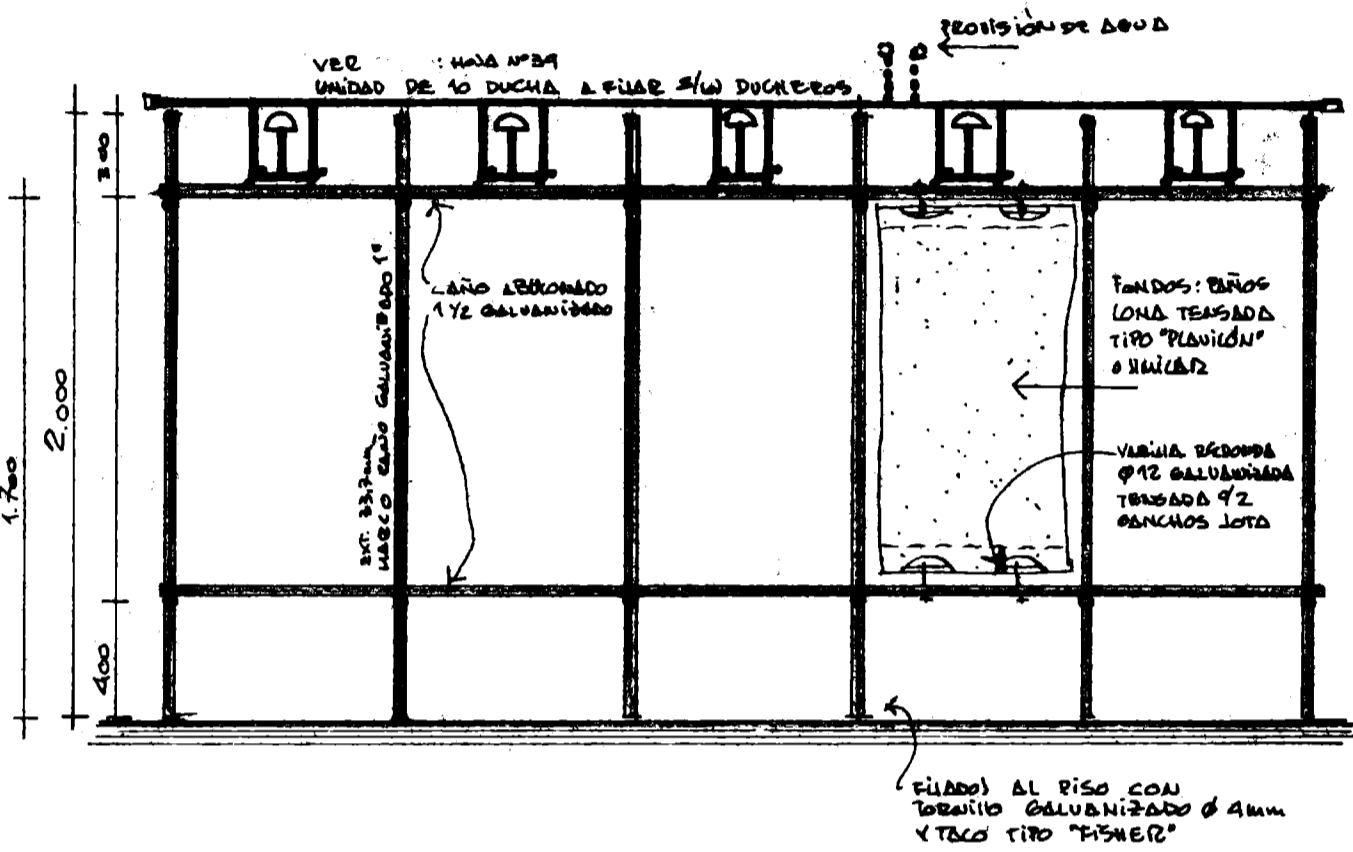 PROVISIÓN DE AGUA
VER : HOJA Nº39
UNIDAD DE 10 DUCHA A FIJAR S/W DUCHEROS
300
CAÑO ABULONADO
1 1/2 GALVANIZADO
EXT. 33,7mm
MARCO CAÑO GALVANIZADO 1"
FONDOS: PAÑOS
LONA TENSADA
TIPO "PLAVICÓN"
O SIMILAR
2.000
1.700
VARILLA REDONDA
Ø12 GALVANIZADA
TENSADA C/2
GANCHOS JOTA
400
FIJADOS AL PISO CON
TORNILLO GALVANIZADO Ø 4mm
Y TACO TIPO "FISHER"